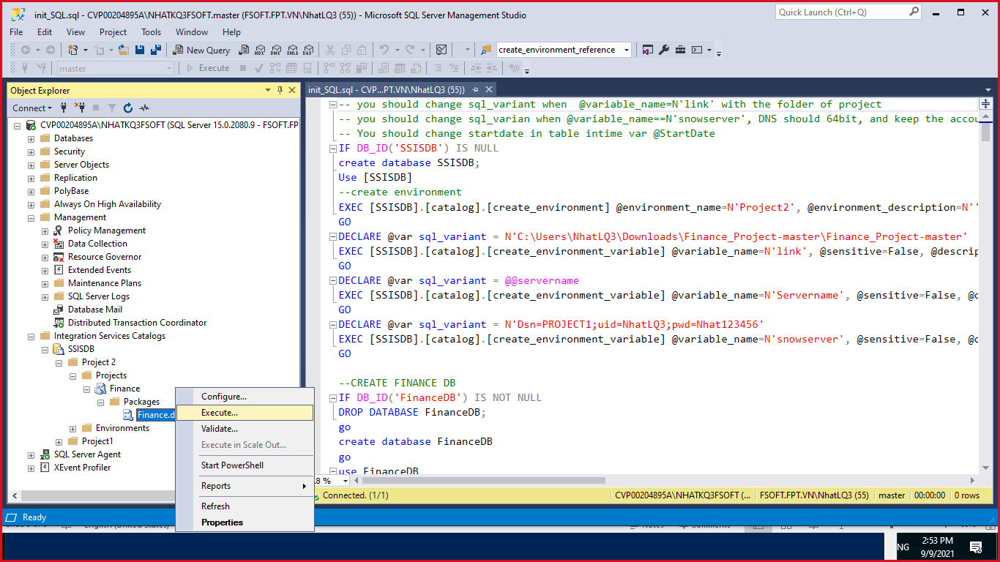 init_SQL.sql - CVP00204895A\NHATKQ3FSOFT.master (FSOFT.FPT.VN\NhatLQ3 (55)) - Microsoft SQL Server Management Studio
Quick Launch (Ctrl+Q)
File Edit View Project Tools Window Help
New Query MDX DMX XMLA DAX create_environment_reference
master Execute
Object Explorer
init_SQL.sql - CVP...PT.VN\NhatLQ3 (55))
Connect
CVP00204895A\NHATKQ3FSOFT (SQL Server 15.0.2080.9 - FSOFT.FP
Databases
Security
Server Objects
Replication
PolyBase
Always On High Availability
Management
Policy Management
Data Collection
Resource Governor
Extended Events
Maintenance Plans
SQL Server Logs
Database Mail
Distributed Transaction Coordinator
Integration Services Catalogs
SSISDB
Project 2
Projects
Finance
Packages
Finance.d
Environments
Project1
SQL Server Agent
XEvent Profiler
Configure...
Execute...
Validate...
Execute in Scale Out...
Start PowerShell
Reports
Refresh
Properties
-- you should change sql_variant when  @variable_name=N'link' with the folder of project
-- you should change sql_varian when @variable_name==N'snowserver', DNS should 64bit, and keep the accou
-- You should change startdate in table intime var @StartDate
IF DB_ID('SSISDB') IS NULL
create database SSISDB;
Use [SSISDB]
--create environment
EXEC [SSISDB].[catalog].[create_environment] @environment_name=N'Project2', @environment_description=N''
GO
DECLARE @var sql_variant = N'C:\Users\NhatLQ3\Downloads\Finance_Project-master\Finance_Project-master'
EXEC [SSISDB].[catalog].[create_environment_variable] @variable_name=N'link', @sensitive=False, @descrip
GO
DECLARE @var sql_variant = @@servername
EXEC [SSISDB].[catalog].[create_environment_variable] @variable_name=N'Servername', @sensitive=False, @d
GO
DECLARE @var sql_variant = N'Dsn=PROJECT1;uid=NhatLQ3;pwd=Nhat123456'
EXEC [SSISDB].[catalog].[create_environment_variable] @variable_name=N'snowserver', @sensitive=False, @d
GO
--CREATE FINANCE DB
IF DB_ID('FinanceDB') IS NOT NULL
DROP DATABASE FinanceDB;
go
create database FinanceDB
go
use FinanceDB
8 %
Connected. (1/1) CVP00204895A\NHATKQ3FSOFT (... FSOFT.FPT.VN\NhatLQ3 (55) master 00:00:00 0 rows
Ready
NG
2:53 PM
9/9/2021